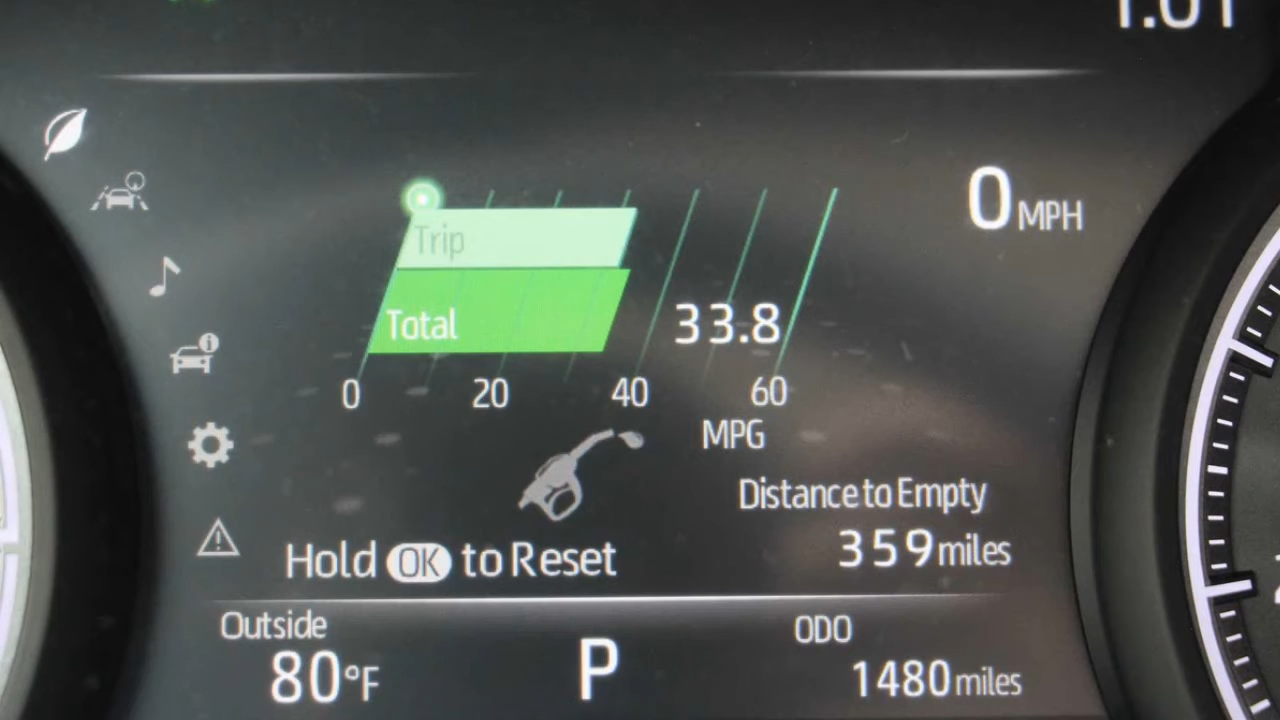 0 MPH
Trip
Total 33.8
0 20 40 60
MPG
Distance to Empty
359 miles
Hold OK to Reset
Outside
80°F
P
ODO
1480 miles